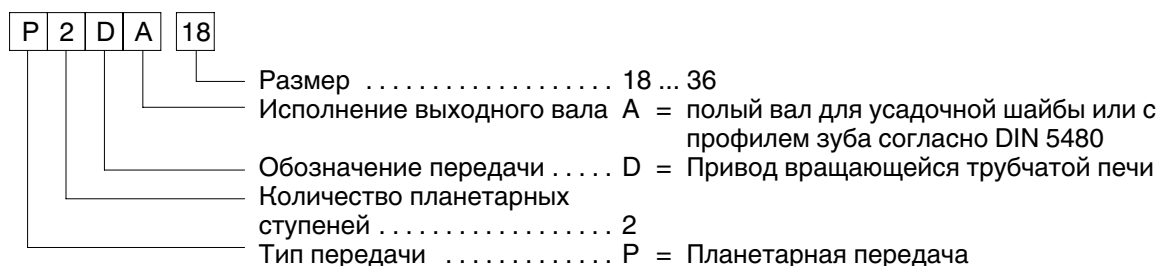 P 2 D A 18
Размер . . . . . . . . . . . . . . . . . . . 18 ... 36
Исполнение выходного вала A = полый вал для усадочной шайбы или с
профилем зуба согласно DIN 5480
Обозначение передачи . . . . . D = Привод вращающейся трубчатой печи
Количество планетарных
ступеней . . . . . . . . . . . . . . . . . . 2
Тип передачи . . . . . . . . . . . . . P = Планетарная передача